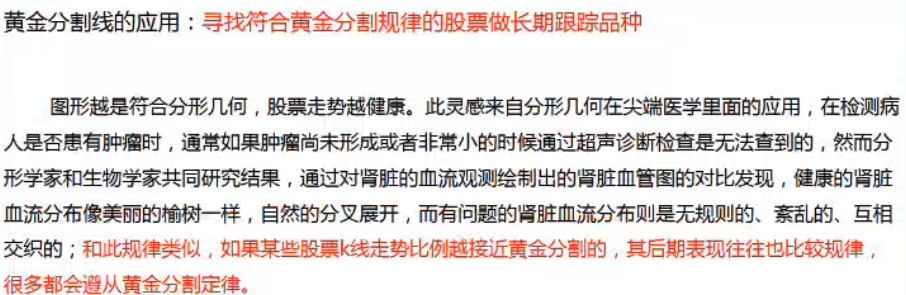 黄金分割线的应用：寻找符合黄金分割规律的股票做长期跟踪品种
图形越是符合分形几何，股票走势越健康。此灵感来自分形几何在尖端医学里面的应用，在检测病
人是否患有肿瘤时，通常如果肿瘤尚未形成或者非常小的时候通过超声诊断检查是无法查到的，然而分
形学家和生物学家共同研究结果，通过对肾脏的血流观测绘制出的肾脏血管图的对比发现，健康的肾脏
血流分布像美丽的榆树一样，自然的分叉展开，而有问题的肾脏血流分布则是无规则的、紊乱的、互相
交织的；和此规律类似，如果某些股票k线走势比例越接近黄金分割的，其后期表现往往也比较规律，
很多都会遵从黄金分割定律。